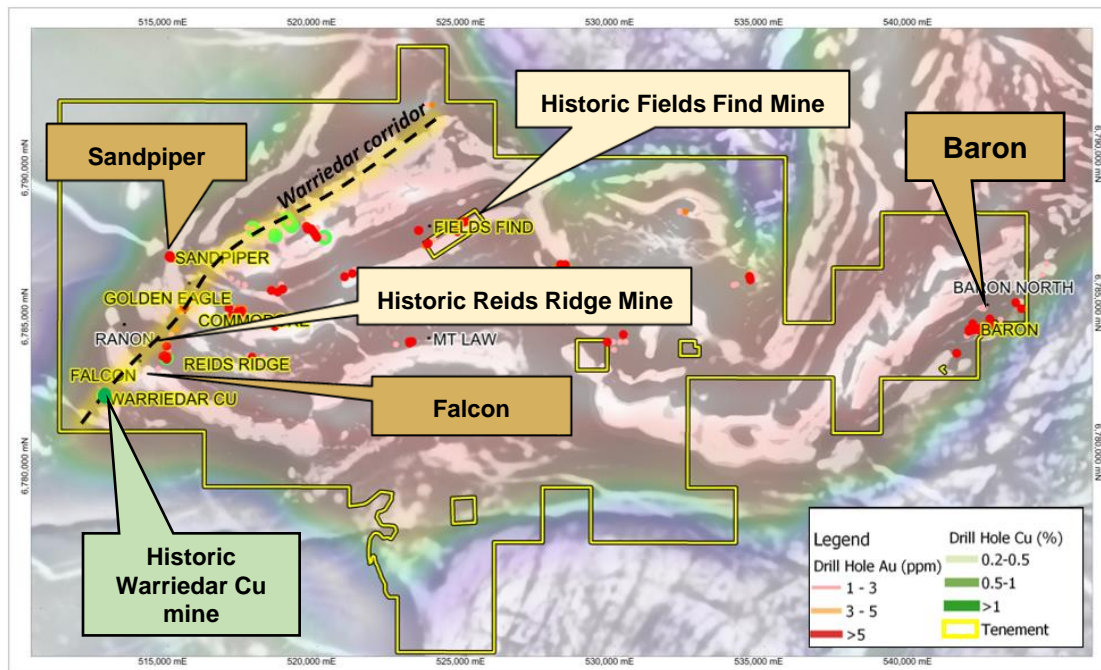 515,000 mE
520,000 mE
525,000 mE
530,000 mE
535,000 mE
540,000 mE
6,790,000 mN
6,790,000 mN
Historic Fields Find Mine
Sandpiper
Baron
Warriedar corridor
FIELDS FIND
SANDPIPER
GOLDEN EAGLE
COMMODORE
Historic Reids Ridge Mine
BARON NORTH
BARON
6,785,000 mN
6,785,000 mN
RANON
MT LAW
REIDS RIDGE
FALCON
Falcon
WARRIEDAR CU
6,780,000 mN
6,780,000 mN
Historic
Warriedar Cu
mine
Legend
Drill Hole Au (ppm)
1 - 3
3 - 5
>5
Drill Hole Cu (%)
0.2-0.5
0.5-1
>1
Tenement
515,000 mE
520,000 mE
525,000 mE
530,000 mE
535,000 mE
540,000 mE